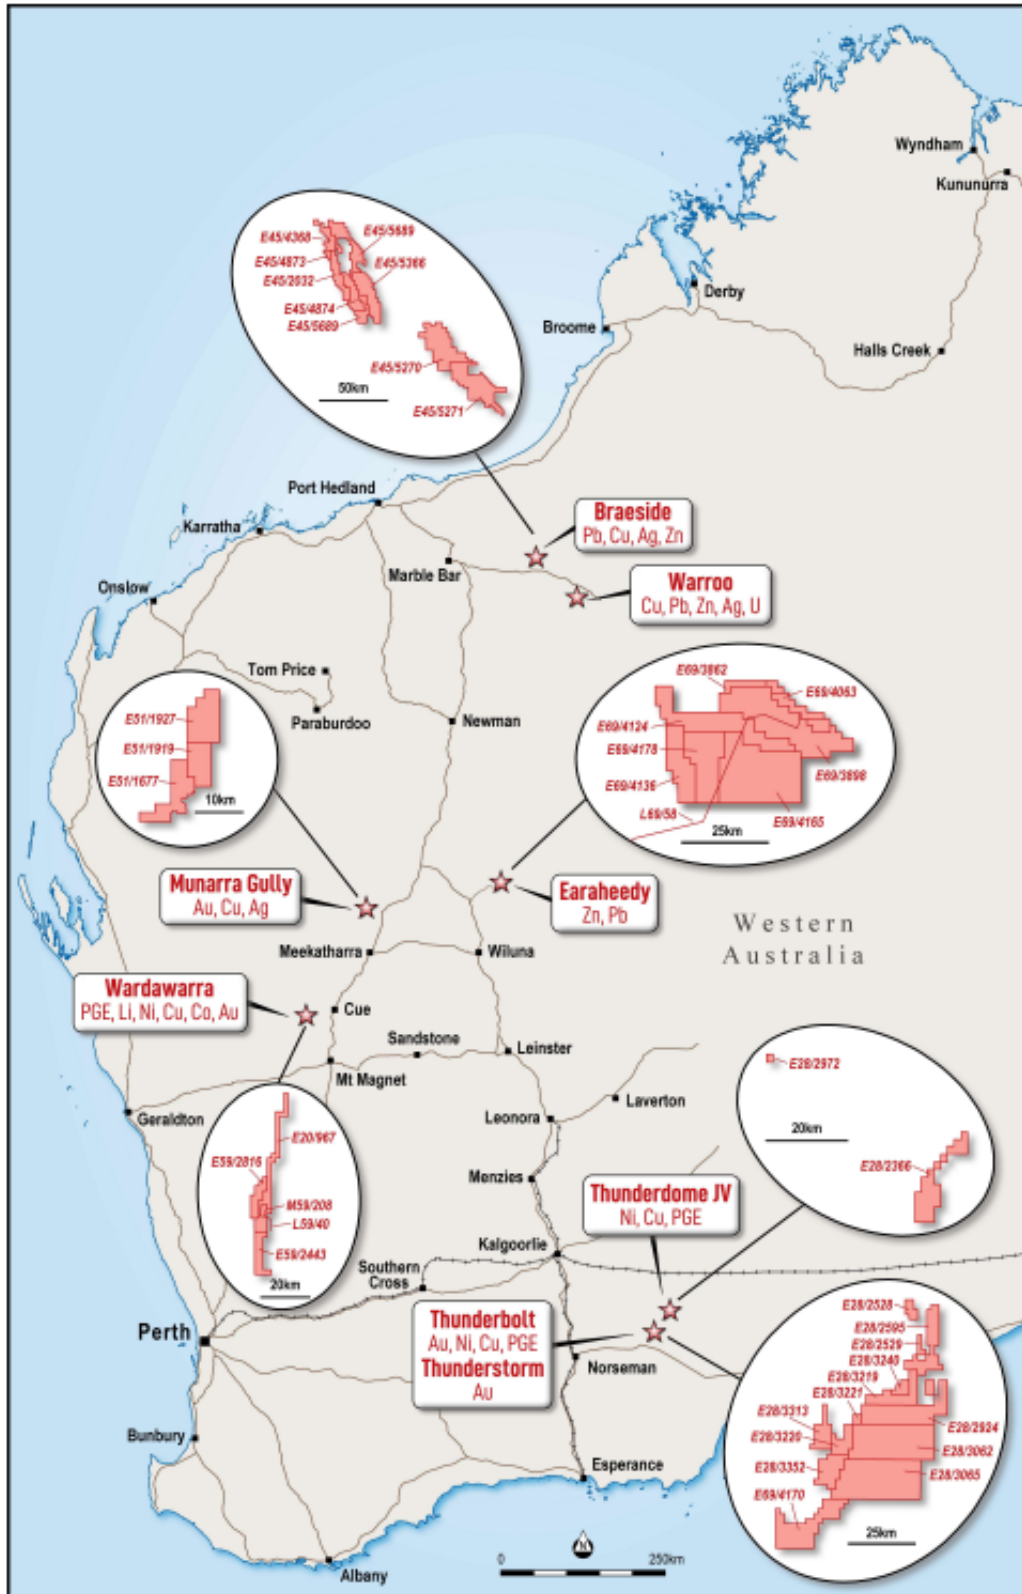 Wyndham
Kununurra
E45/4368
E45/5689
E45/4873
E45/5366
E45/2032
E45/4874
E45/5689
Derby
Broome
Halls Creek
E45/5270
50km
E45/5271
Port Hedland
Karratha
Braeside
Pb, Cu, Ag, Zn
Marble Bar
Onslow
Warroo
Cu, Pb, Zn, Ag, U
Tom Price
Paraburdoo
Newman
E69/3862
E69/4063
E69/4124
E69/4178
E69/4136
E69/3898
L69/58
E69/4165
25km
E51/1927
E51/1919
E51/1677
10km
Munarra Gully
Au, Cu, Ag
Earaheedy
Zn, Pb
Western
Australia
Meekatharra
Wiluna
Wardawarra
PGE, Li, Ni, Cu, Co, Au
Cue
Sandstone
Leinster
Mt Magnet
Geraldton
Leonora
Laverton
E28/2972
20km
E28/2366
E20/967
E59/2816
M59/208
L59/40
E59/2443
20km
Menzies
Thunderdome JV
Ni, Cu, PGE
Kalgoorlie
Southern
Cross
Perth
Thunderbolt
Au, Ni, Cu, PGE
Thunderstorm
Au
Norseman
E28/2528
E28/2595
E28/2529
E28/3240
E28/3219
E28/3221
E28/3313
E28/2924
E28/3220
E28/3062
E28/3352
E28/3065
E69/4170
25km
Bunbury
Esperance
N
0
250km
Albany